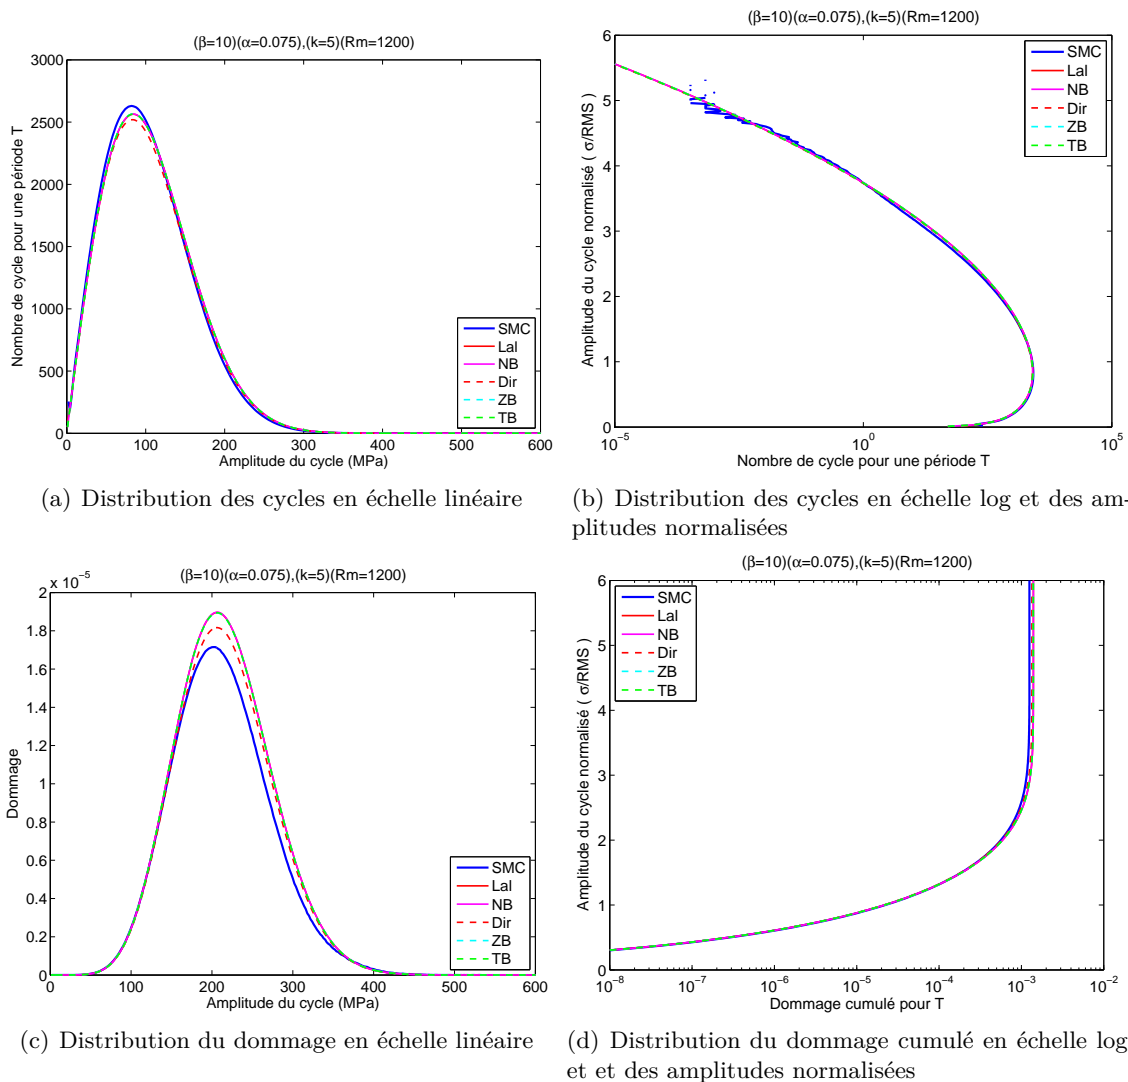 (β=10)(α=0.075),(k=5)(Rm=1200)
3000
2500
2000
1500
1000
500
0
Nombre de cycle pour une période T
SMC
Lal
NB
Dir
ZB
TB
0 100 200 300 400 500 600
Amplitude du cycle (MPa)
(a) Distribution des cycles en échelle linéaire
(β=10)(α=0.075),(k=5)(Rm=1200)
6
5
4
3
2
1
0
Amplitude du cycle normalisé ( σ/RMS)
SMC
Lal
NB
Dir
ZB
TB
10⁻⁵ 10⁰ 10⁵
Nombre de cycle pour une période T
(b) Distribution des cycles en échelle log et des am-
plitudes normalisées
(β=10)(α=0.075),(k=5)(Rm=1200)
x 10⁻⁵
2
1.8
1.6
1.4
1.2
1
0.8
0.6
0.4
0.2
0
Dommage
SMC
Lal
NB
Dir
ZB
TB
0 100 200 300 400 500 600
Amplitude du cycle (MPa)
(c) Distribution du dommage en échelle linéaire
(β=10)(α=0.075),(k=5)(Rm=1200)
6
5
4
3
2
1
0
Amplitude du cycle normalisé ( σ/RMS)
SMC
Lal
NB
Dir
ZB
TB
10⁻⁸ 10⁻⁷ 10⁻⁶ 10⁻⁵ 10⁻⁴ 10⁻³ 10⁻²
Dommage cumulé pour T
(d) Distribution du dommage cumulé en échelle log
et et des amplitudes normalisées